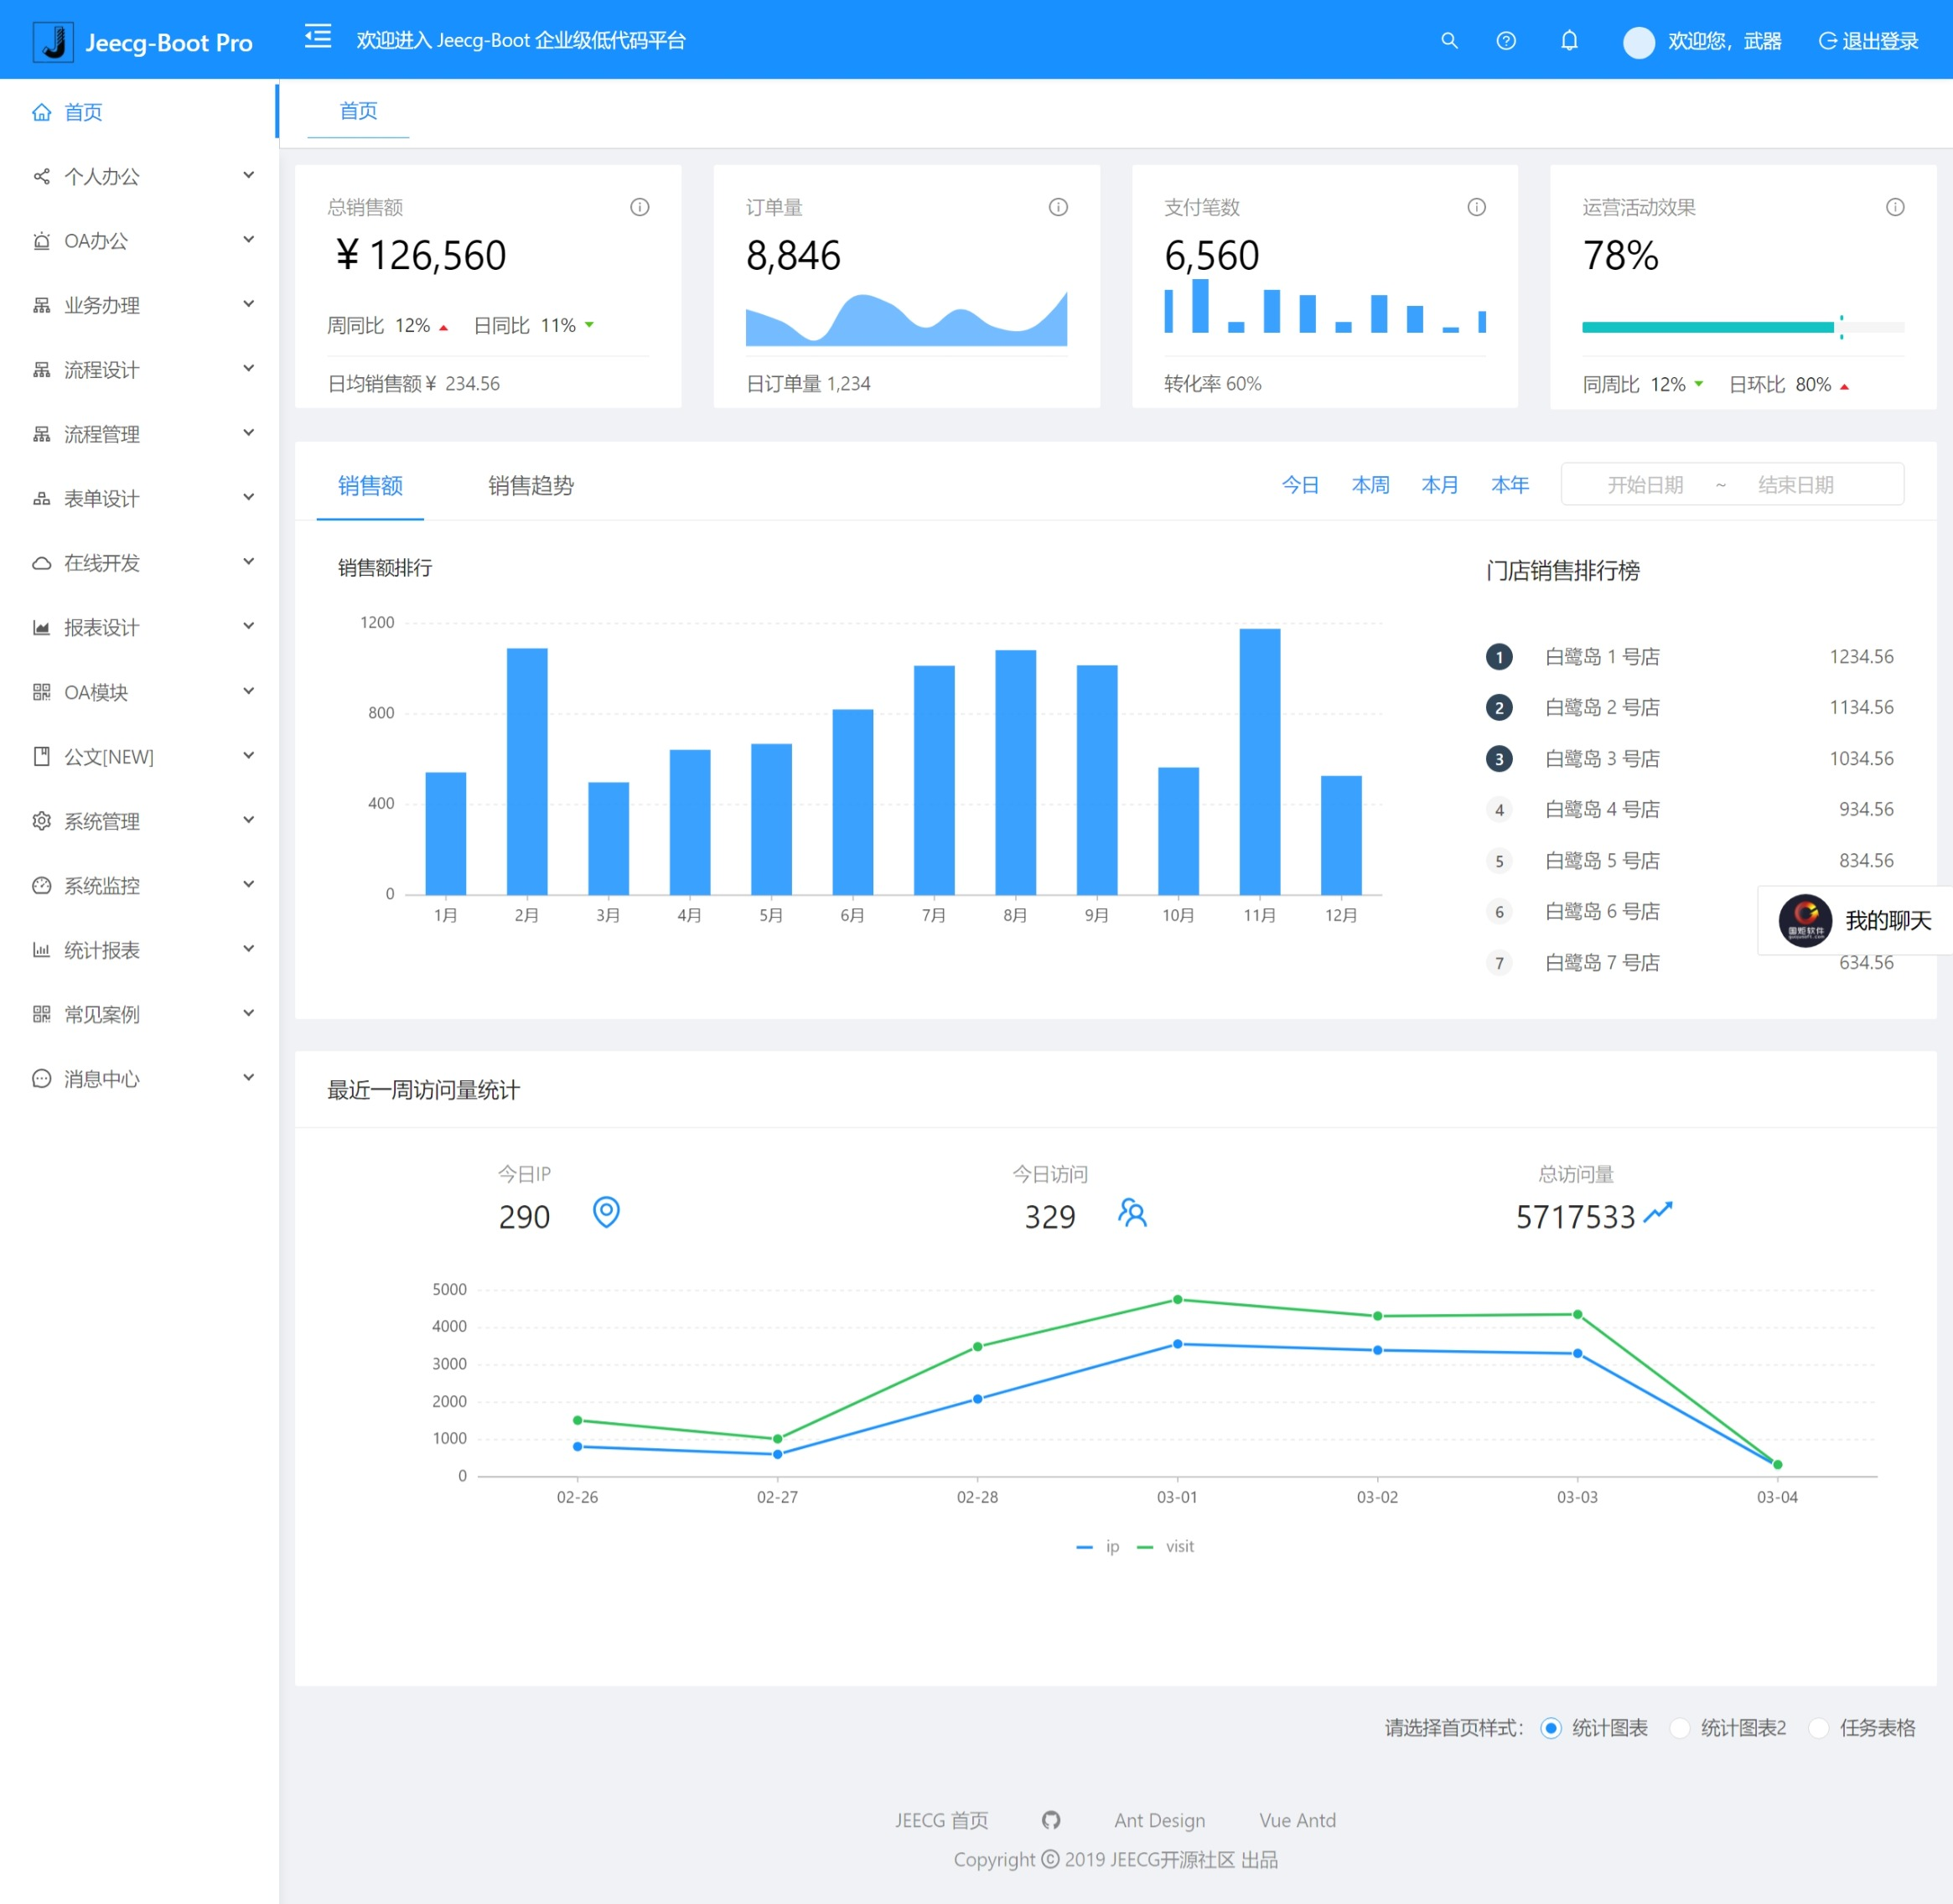 Jeecg-Boot Pro
欢迎进入 Jeecg-Boot 企业级低代码平台
欢迎您，武器
退出登录
首页
个人办公
OA办公
业务办理
流程设计
流程管理
表单设计
在线开发
报表设计
OA模块
公文[NEW]
系统管理
系统监控
统计报表
常见案例
消息中心
首页
总销售额
￥126,560
周同比 12% 日同比 11%
日均销售额￥ 234.56
订单量
8,846
日订单量 1,234
支付笔数
6,560
转化率 60%
运营活动效果
78%
同周比 12% 日环比 80%
销售额 销售趋势
今日 本周 本月 本年 开始日期 ~ 结束日期
销售额排行
1200
800
400
0
1月 2月 3月 4月 5月 6月 7月 8月 9月 10月 11月 12月
门店销售排行榜
1 白鹭岛 1 号店 1234.56
2 白鹭岛 2 号店 1134.56
3 白鹭岛 3 号店 1034.56
4 白鹭岛 4 号店 934.56
5 白鹭岛 5 号店 834.56
6 白鹭岛 6 号店
7 白鹭岛 7 号店 634.56
国炬软件
我的聊天
最近一周访问量统计
今日IP
290
今日访问
329
总访问量
5717533
5000
4000
3000
2000
1000
0
02-26 02-27 02-28 03-01 03-02 03-03 03-04
ip visit
请选择首页样式： 统计图表 统计图表2 任务表格
JEECG 首页 Ant Design Vue Antd
Copyright © 2019 JEECG开源社区 出品